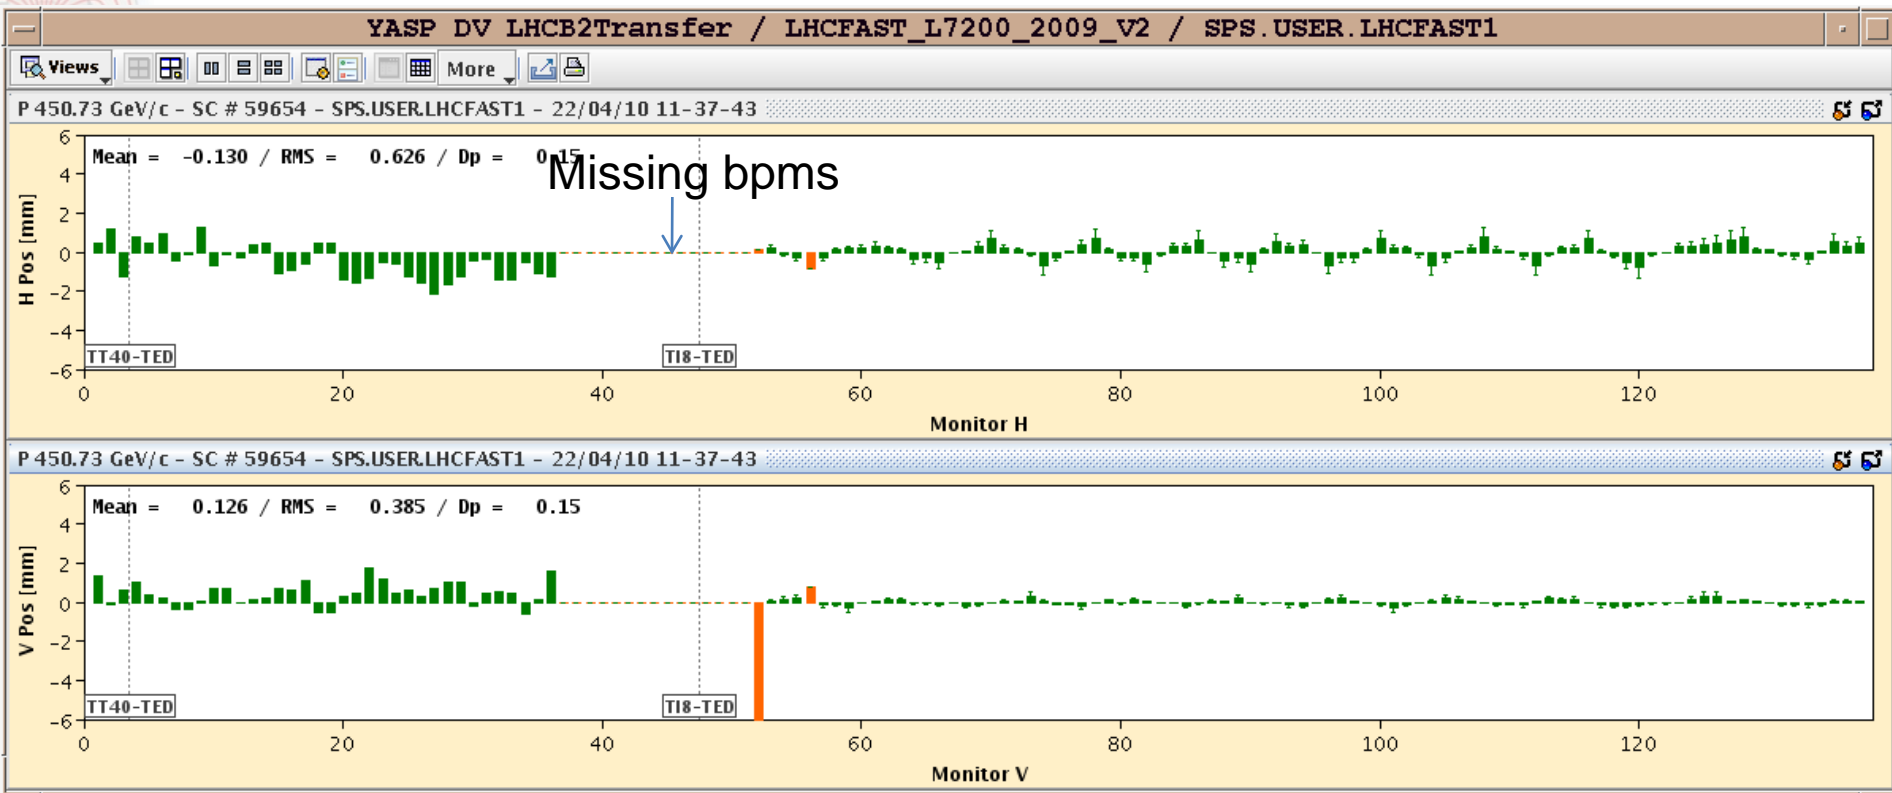 YASP DV LHCB2Transfer / LHCFAST_L7200_2009_V2 / SPS.USER.LHCFAST1
Views More
P 450.73 GeV/c - SC # 59654 - SPS.USER.LHCFAST1 - 22/04/10 11-37-43
Mean = -0.130 / RMS = 0.626 / Dp = 0.15
Missing bpms
H Pos [mm]
6
4
2
0
-2
-4
-6
TT40-TED TI8-TED
0 20 40 60 80 100 120
Monitor H
P 450.73 GeV/c - SC # 59654 - SPS.USER.LHCFAST1 - 22/04/10 11-37-43
Mean = 0.126 / RMS = 0.385 / Dp = 0.15
V Pos [mm]
6
4
2
0
-2
-4
-6
TT40-TED TI8-TED
0 20 40 60 80 100 120
Monitor V